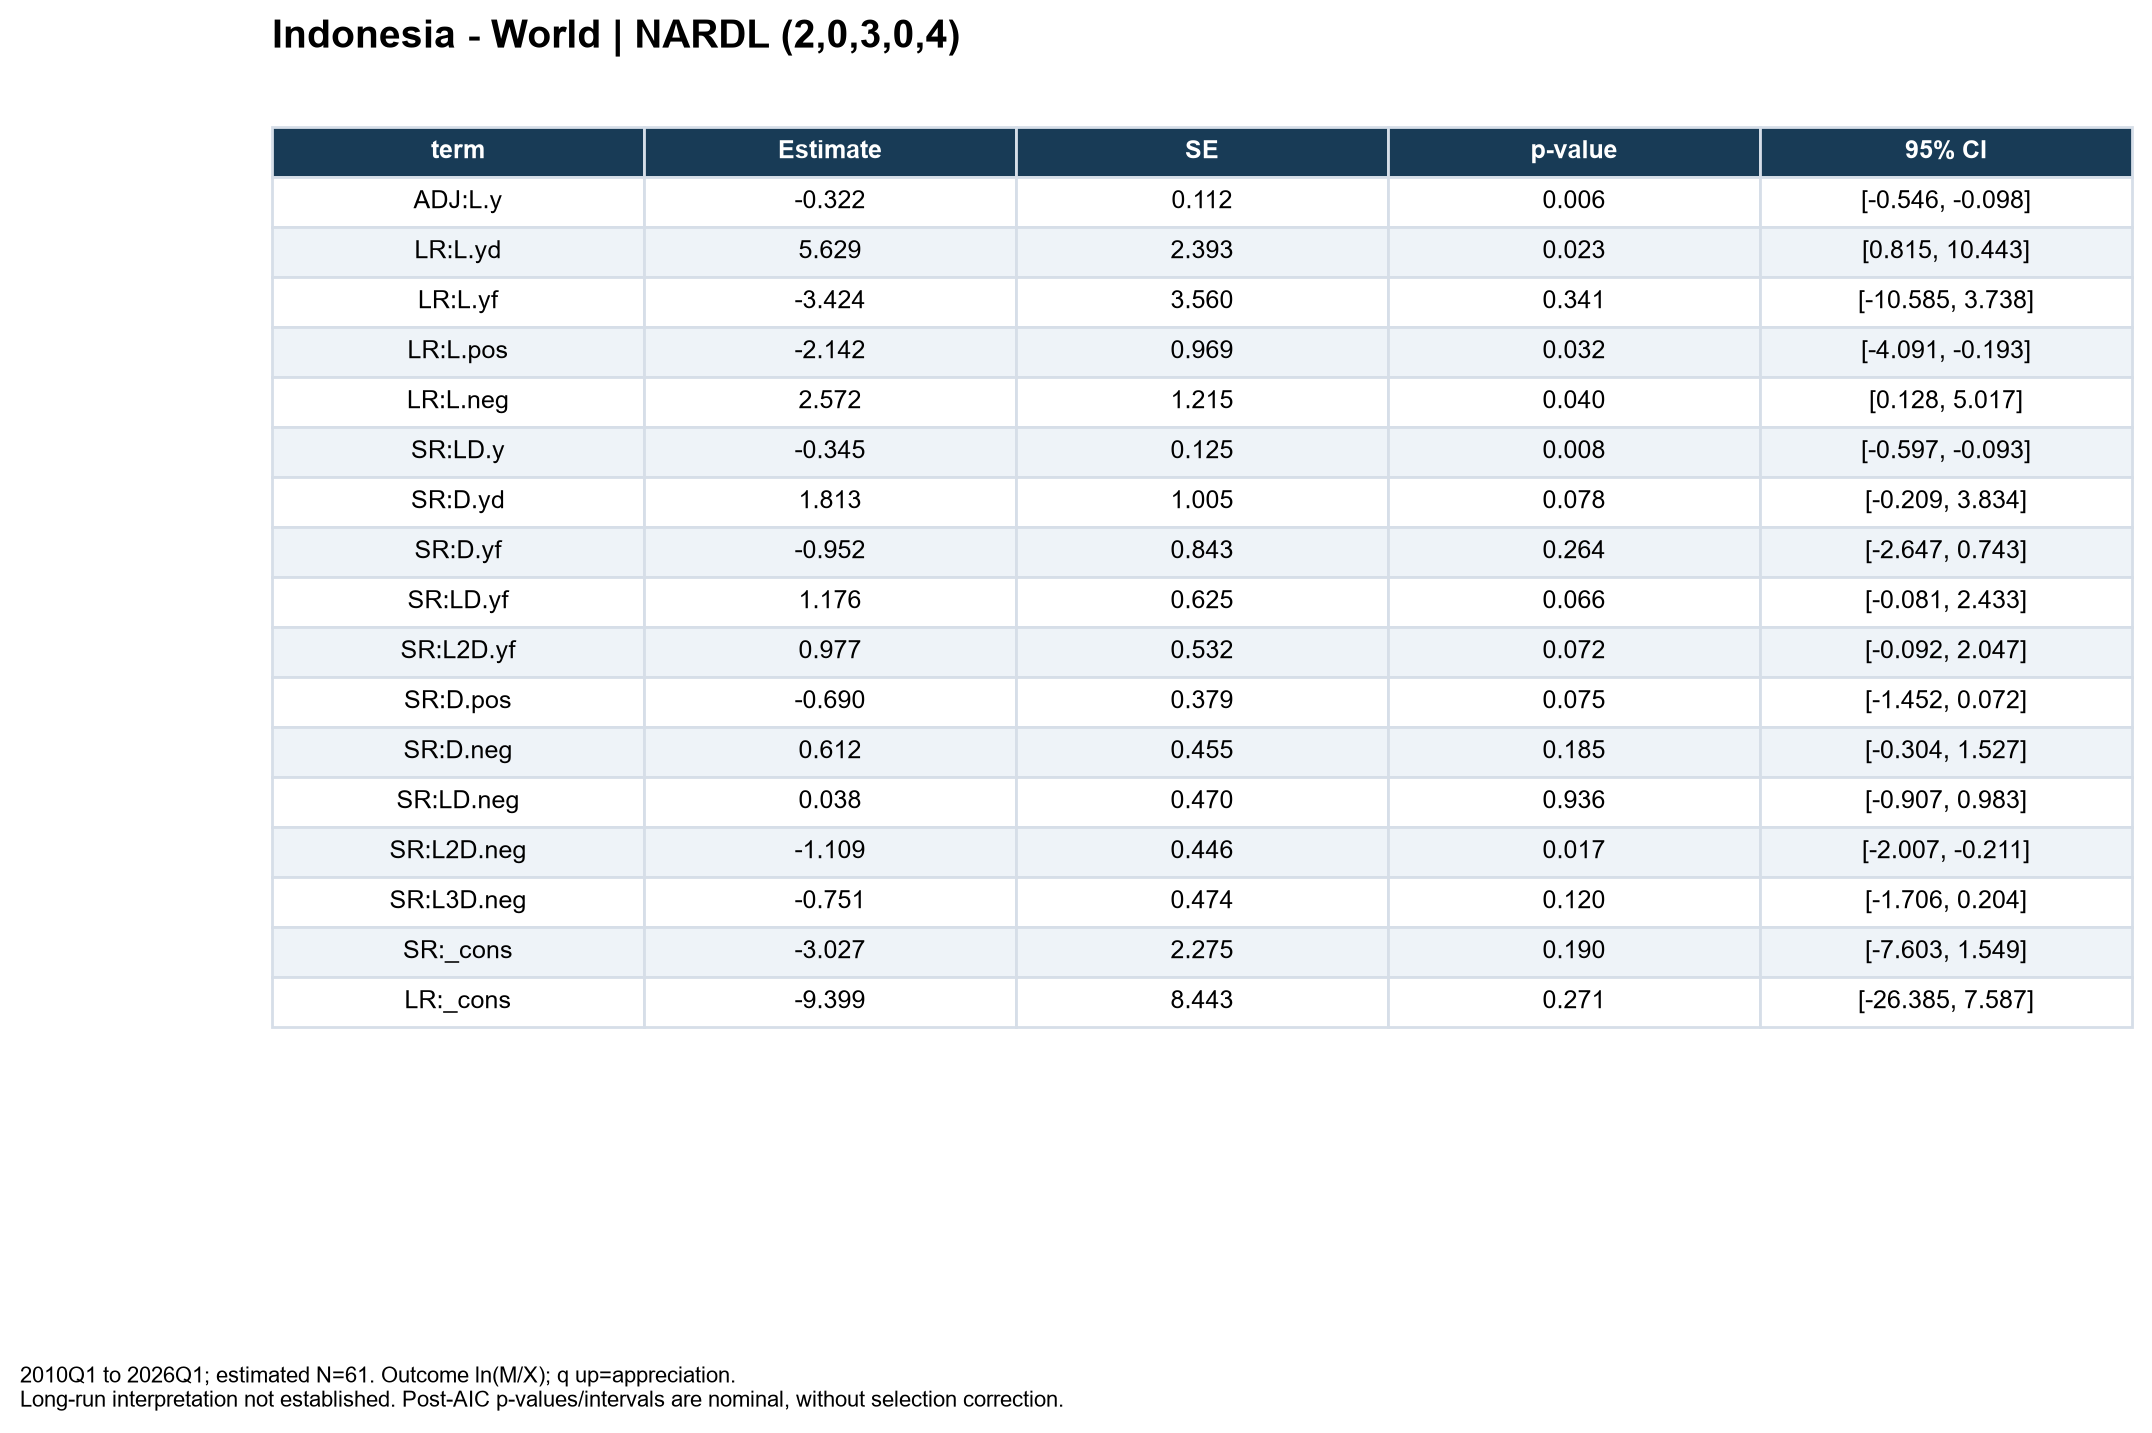 Indonesia - World | NARDL (2,0,3,0,4)
term Estimate SE p-value 95% CI
ADJ:L.y -0.322 0.112 0.006 [-0.546, -0.098]
LR:L.yd 5.629 2.393 0.023 [0.815, 10.443]
LR:L.yf -3.424 3.560 0.341 [-10.585, 3.738]
LR:L.pos -2.142 0.969 0.032 [-4.091, -0.193]
LR:L.neg 2.572 1.215 0.040 [0.128, 5.017]
SR:LD.y -0.345 0.125 0.008 [-0.597, -0.093]
SR:D.yd 1.813 1.005 0.078 [-0.209, 3.834]
SR:D.yf -0.952 0.843 0.264 [-2.647, 0.743]
SR:LD.yf 1.176 0.625 0.066 [-0.081, 2.433]
SR:L2D.yf 0.977 0.532 0.072 [-0.092, 2.047]
SR:D.pos -0.690 0.379 0.075 [-1.452, 0.072]
SR:D.neg 0.612 0.455 0.185 [-0.304, 1.527]
SR:LD.neg 0.038 0.470 0.936 [-0.907, 0.983]
SR:L2D.neg -1.109 0.446 0.017 [-2.007, -0.211]
SR:L3D.neg -0.751 0.474 0.120 [-1.706, 0.204]
SR:_cons -3.027 2.275 0.190 [-7.603, 1.549]
LR:_cons -9.399 8.443 0.271 [-26.385, 7.587]
2010Q1 to 2026Q1; estimated N=61. Outcome ln(M/X); q up=appreciation.
Long-run interpretation not established. Post-AIC p-values/intervals are nominal, without selection correction.